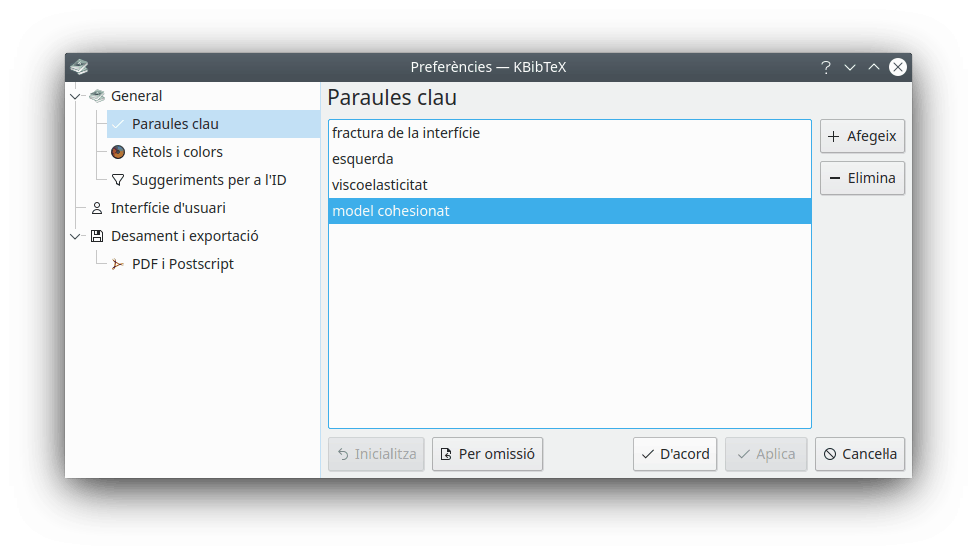 Preferències — KBibTeX
General
Paraules clau
Rètols i colors
Suggeriments per a l'ID
Interfície d'usuari
Desament i exportació
PDF i Postscript
Paraules clau
fractura de la interfície
esquerda
viscoelasticitat
model cohesionat
Afegeix
Elimina
Inicialitza
Per omissió
D'acord
Aplica
Cancel·la